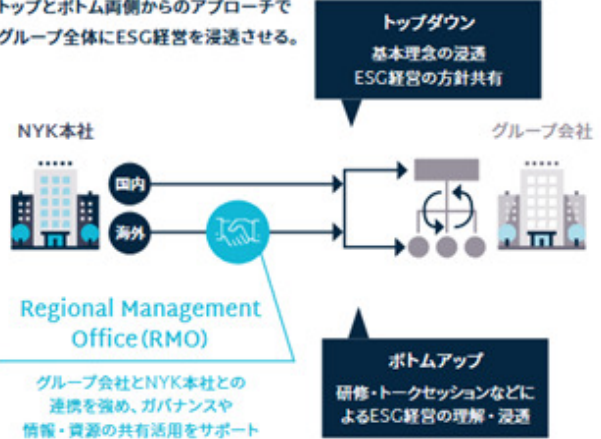 トップとボトム両側からのアプローチで
グループ全体にESG経営を浸透させる。
トップダウン
基本理念の浸透
ESG経営の方針共有
NYK本社
グループ会社
国内
海外
Regional Management
Office(RMO)
グループ会社とNYK本社との
連携を強め、ガバナンスや
情報・資源の共有活用をサポート
ボトムアップ
研修・トークセッションなどに
よるESG経営の理解・浸透